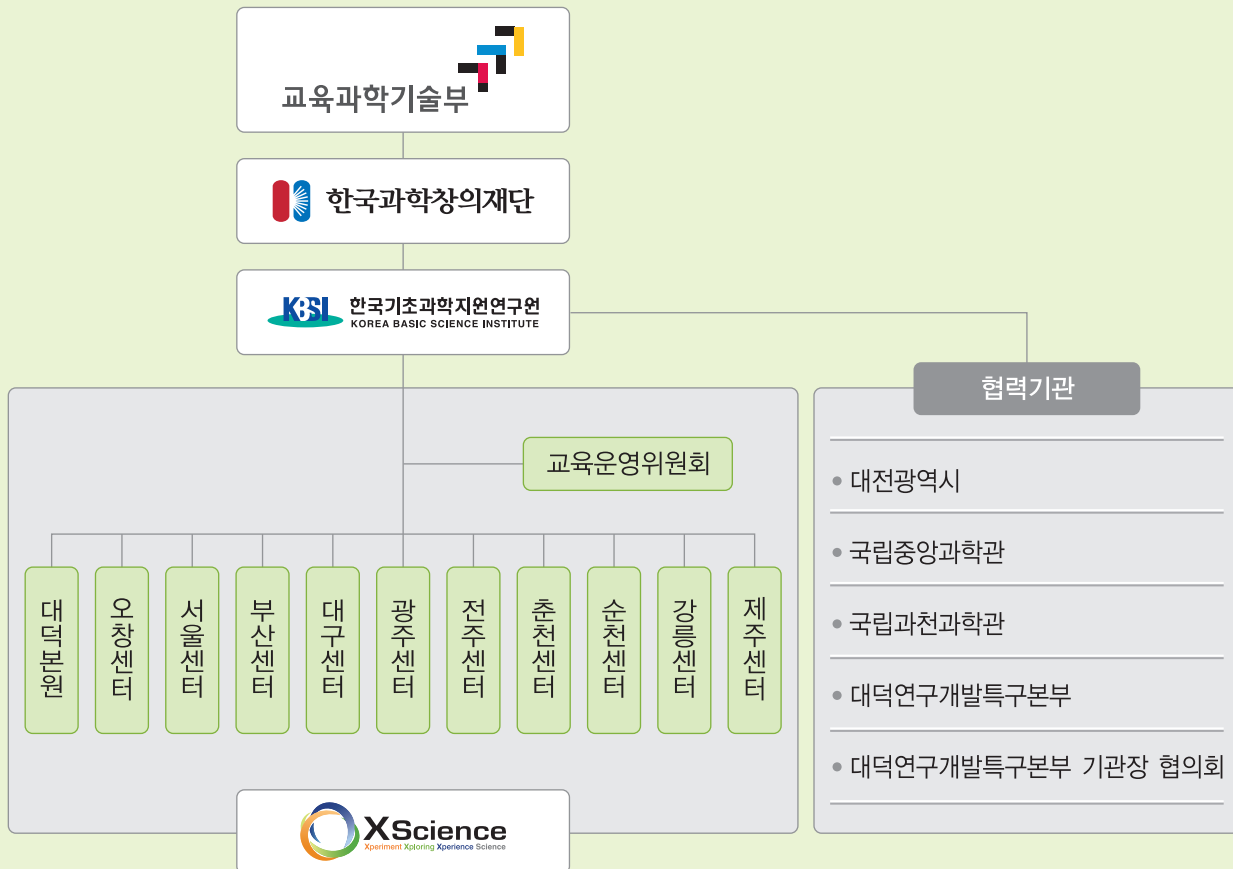 교육과학기술부
한국과학창의재단
KBSI 한국기초과학지원연구원
KOREA BASIC SCIENCE INSTITUTE
교육운영위원회
대덕본원
오창센터
서울센터
부산센터
대구센터
광주센터
전주센터
춘천센터
순천센터
강릉센터
제주센터
XScience
Xperiment Xploring Xperience Science
협력기관
• 대전광역시
• 국립중앙과학관
• 국립과천과학관
• 대덕연구개발특구본부
• 대덕연구개발특구본부 기관장 협의회